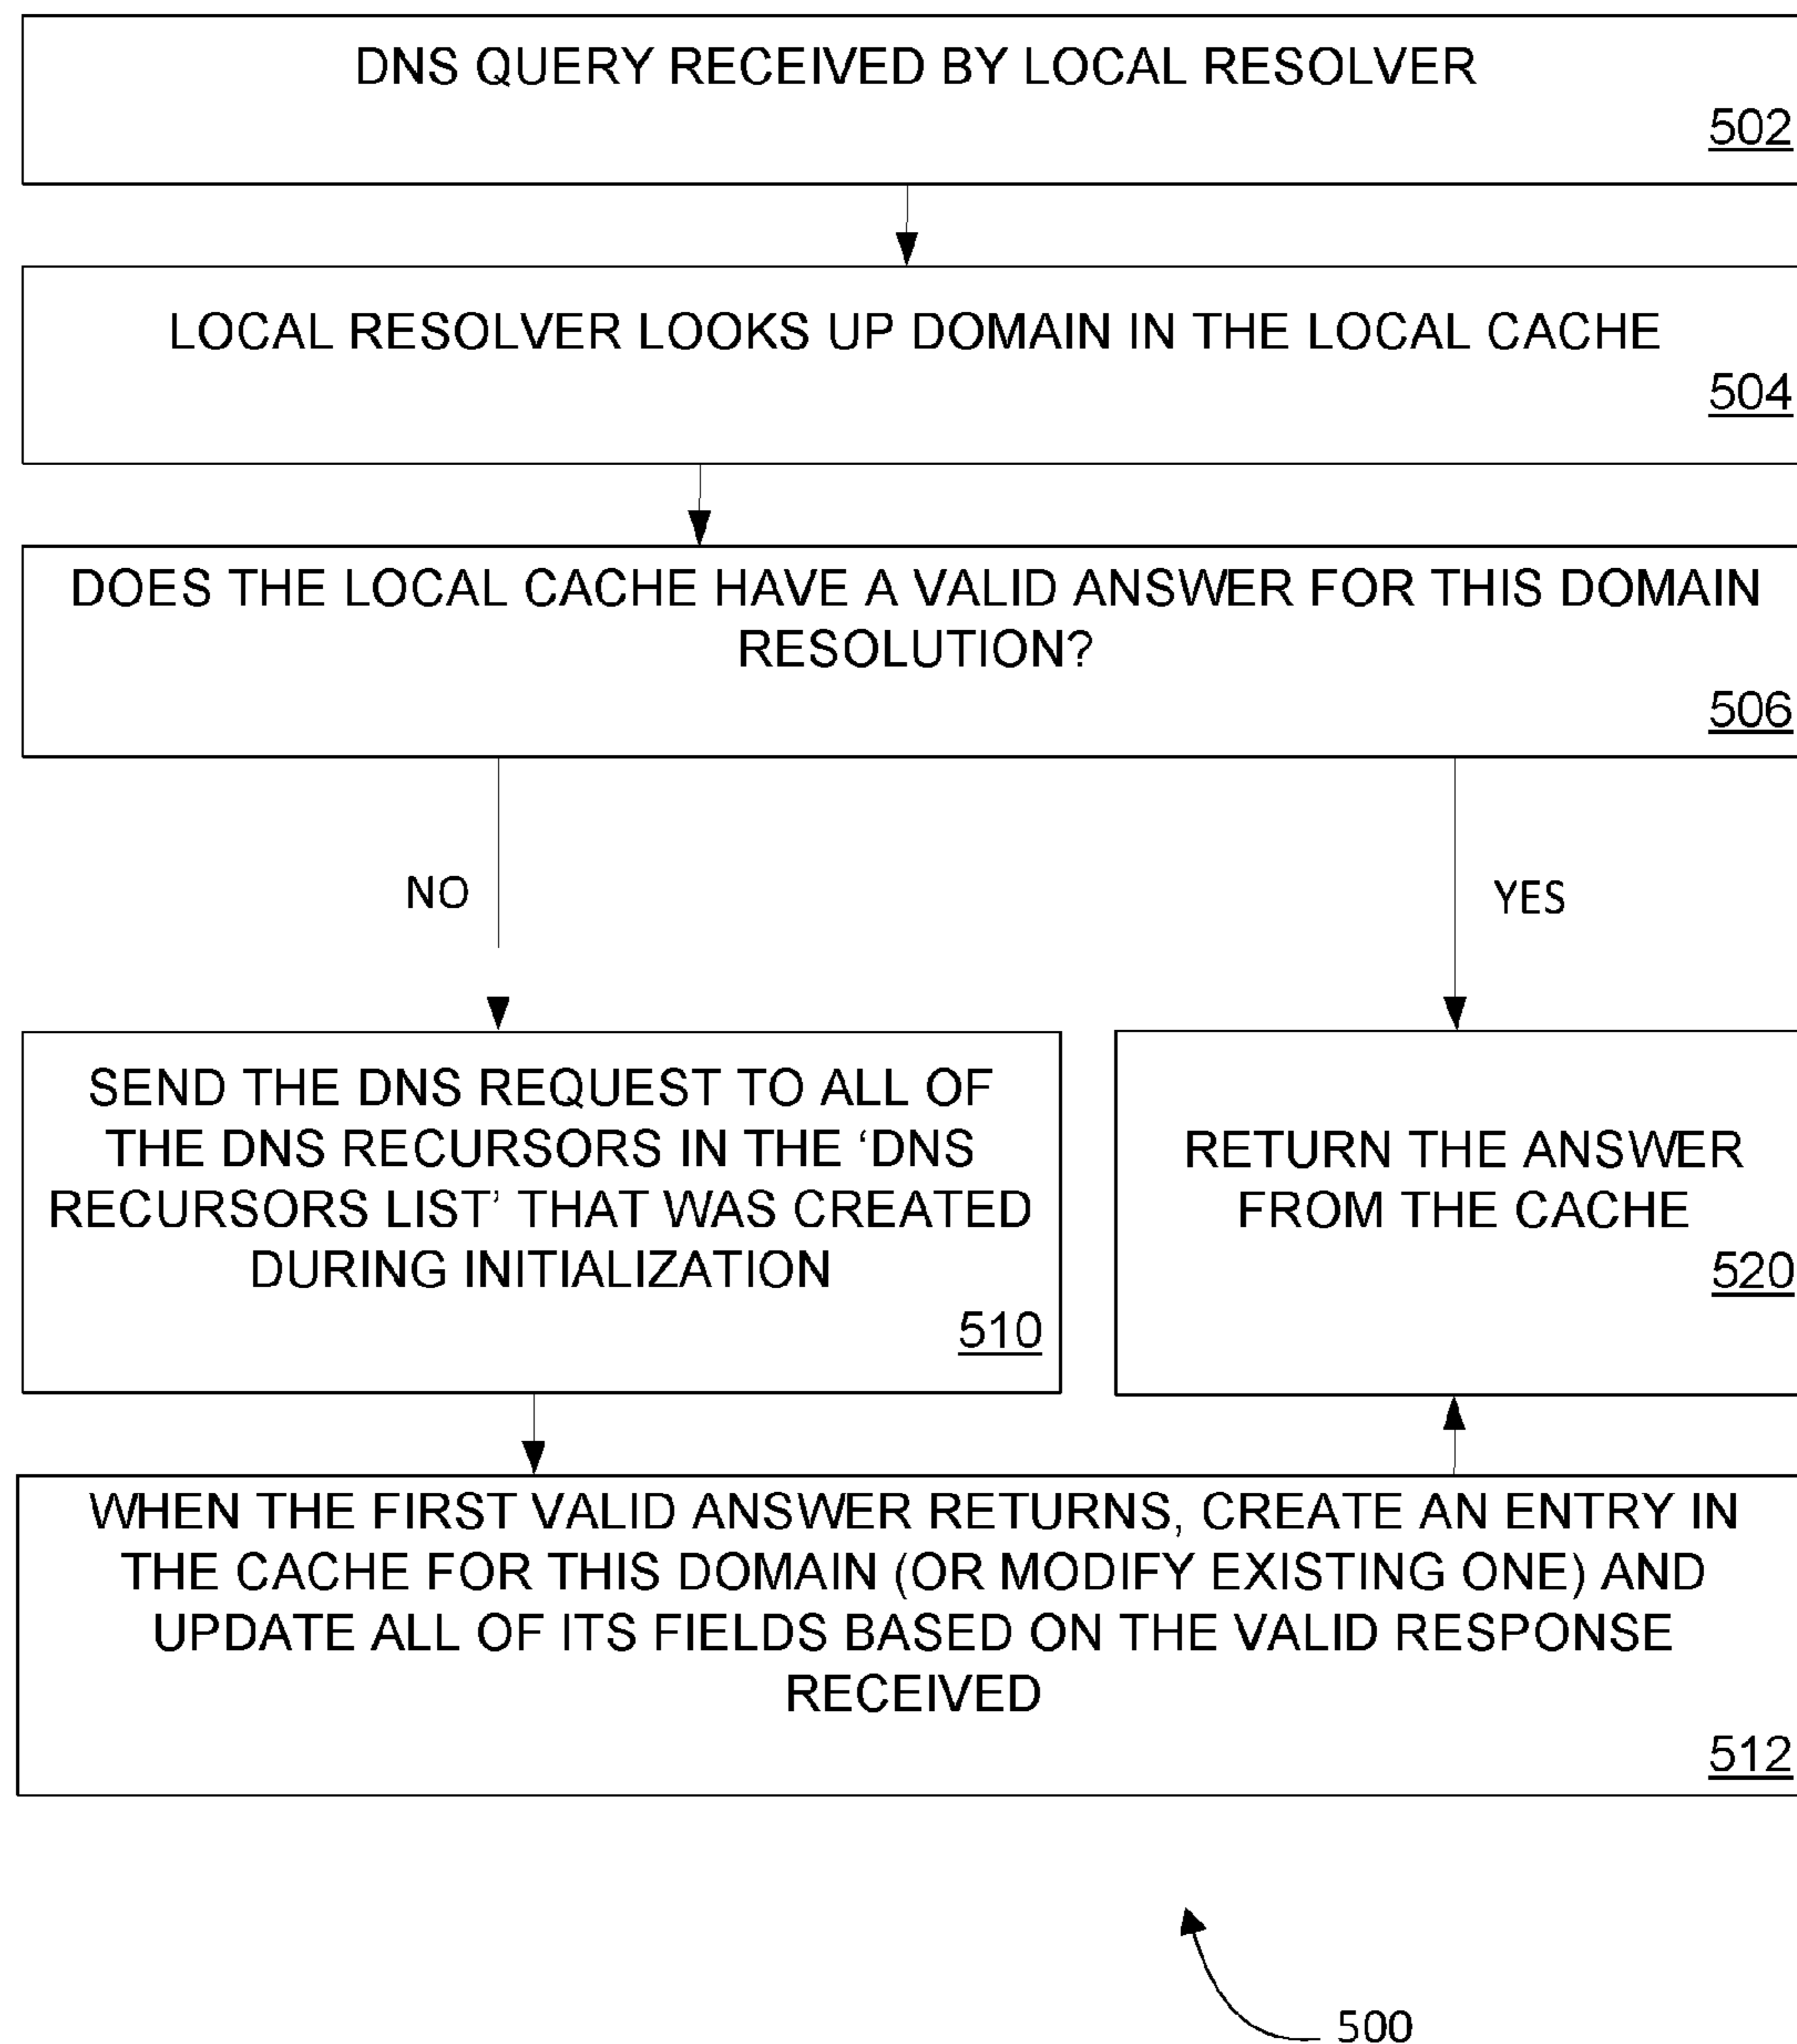 DNS QUERY RECEIVED BY LOCAL RESOLVER
502
LOCAL RESOLVER LOOKS UP DOMAIN IN THE LOCAL CACHE
504
DOES THE LOCAL CACHE HAVE A VALID ANSWER FOR THIS DOMAIN
RESOLUTION?
506
NO
YES
SEND THE DNS REQUEST TO ALL OF
THE DNS RECURSORS IN THE ‘DNS
RECURSORS LIST’ THAT WAS CREATED
DURING INITIALIZATION
510
RETURN THE ANSWER
FROM THE CACHE
520
WHEN THE FIRST VALID ANSWER RETURNS, CREATE AN ENTRY IN
THE CACHE FOR THIS DOMAIN (OR MODIFY EXISTING ONE) AND
UPDATE ALL OF ITS FIELDS BASED ON THE VALID RESPONSE
RECEIVED
512
500